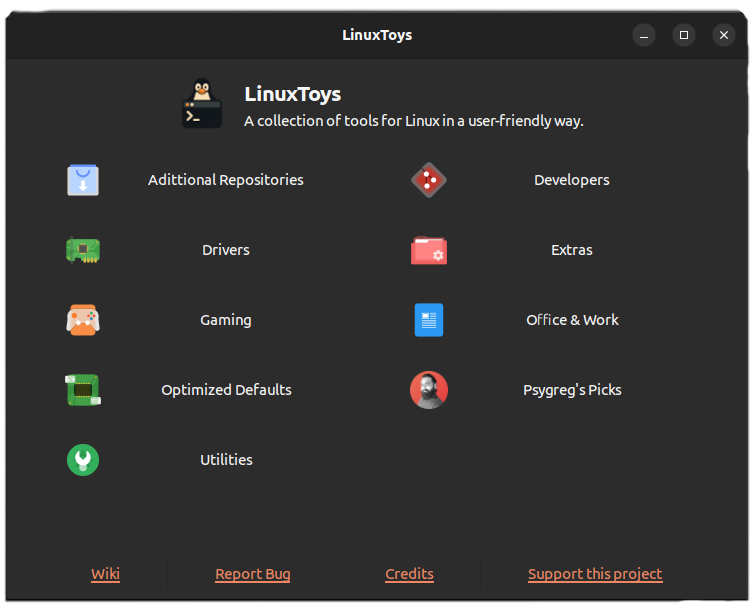 LinuxToys
LinuxToys
A collection of tools for Linux in a user-friendly way.
Adittional Repositories
Developers
Drivers
Extras
Gaming
Office & Work
Optimized Defaults
Psygreg's Picks
Utilities
Wiki
Report Bug
Credits
Support this project